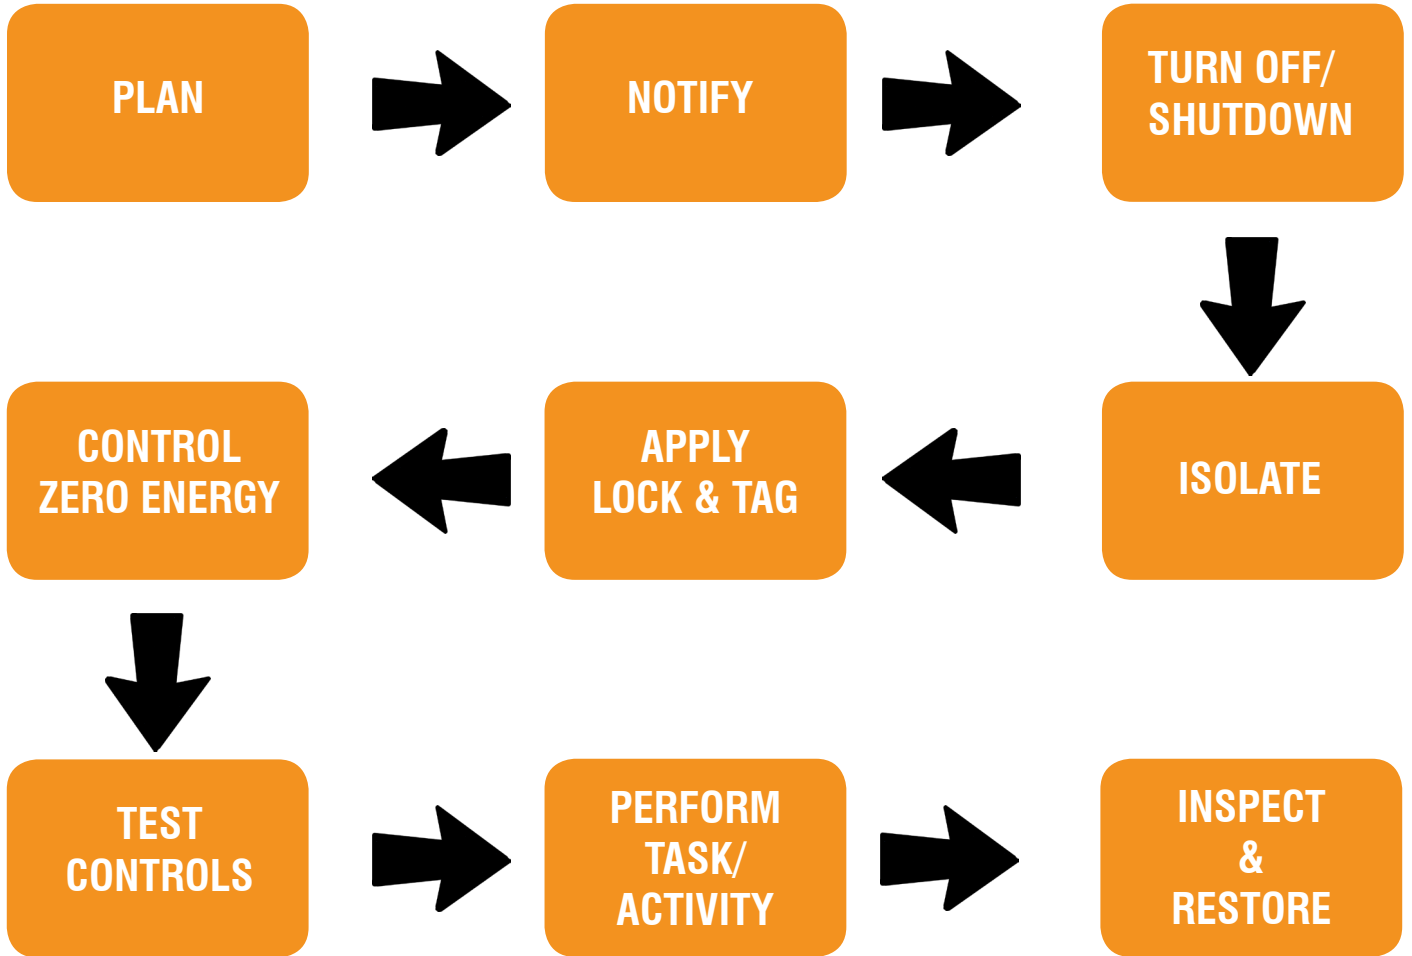 PLAN
NOTIFY
TURN OFF/
SHUTDOWN
ISOLATE
APPLY
LOCK & TAG
CONTROL
ZERO ENERGY
TEST
CONTROLS
PERFORM
TASK/
ACTIVITY
INSPECT
&
RESTORE